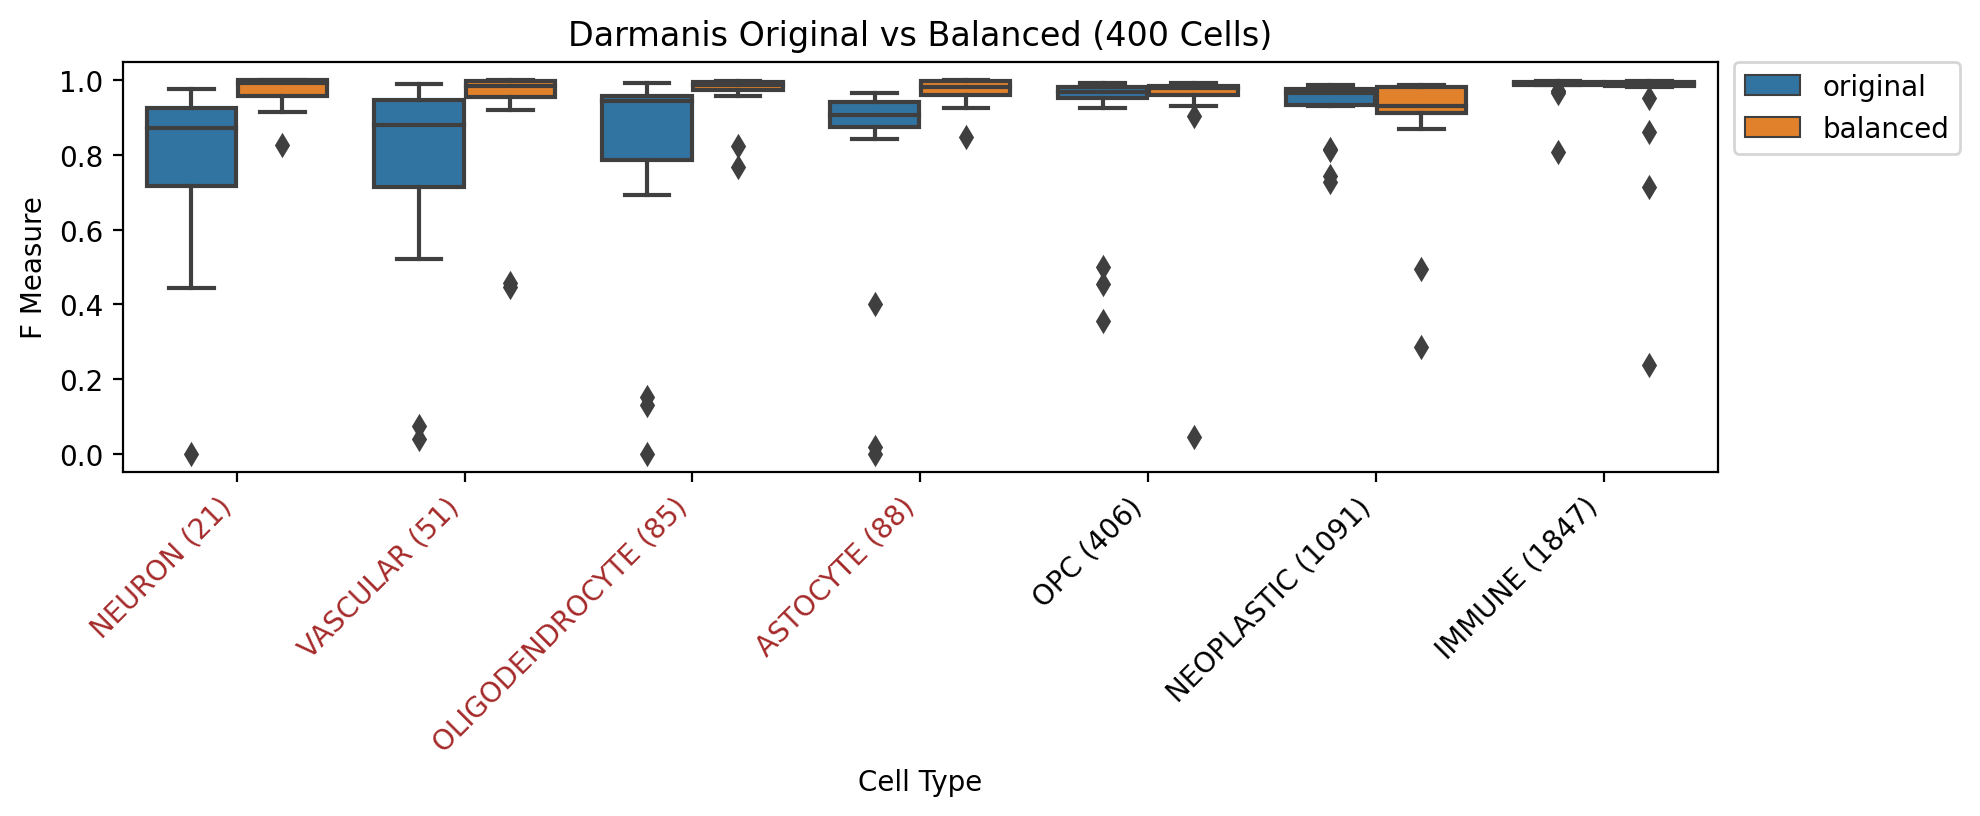 Darmanis Original vs Balanced (400 Cells)
original
balanced
F Measure
1.0
0.8
0.6
0.4
0.2
0.0
NEURON (21)
VASCULAR (51)
OLIGODENDROCYTE (85)
ASTOCYTE (88)
OPC (406)
NEOPLASTIC (1091)
IMMUNE (1847)
Cell Type